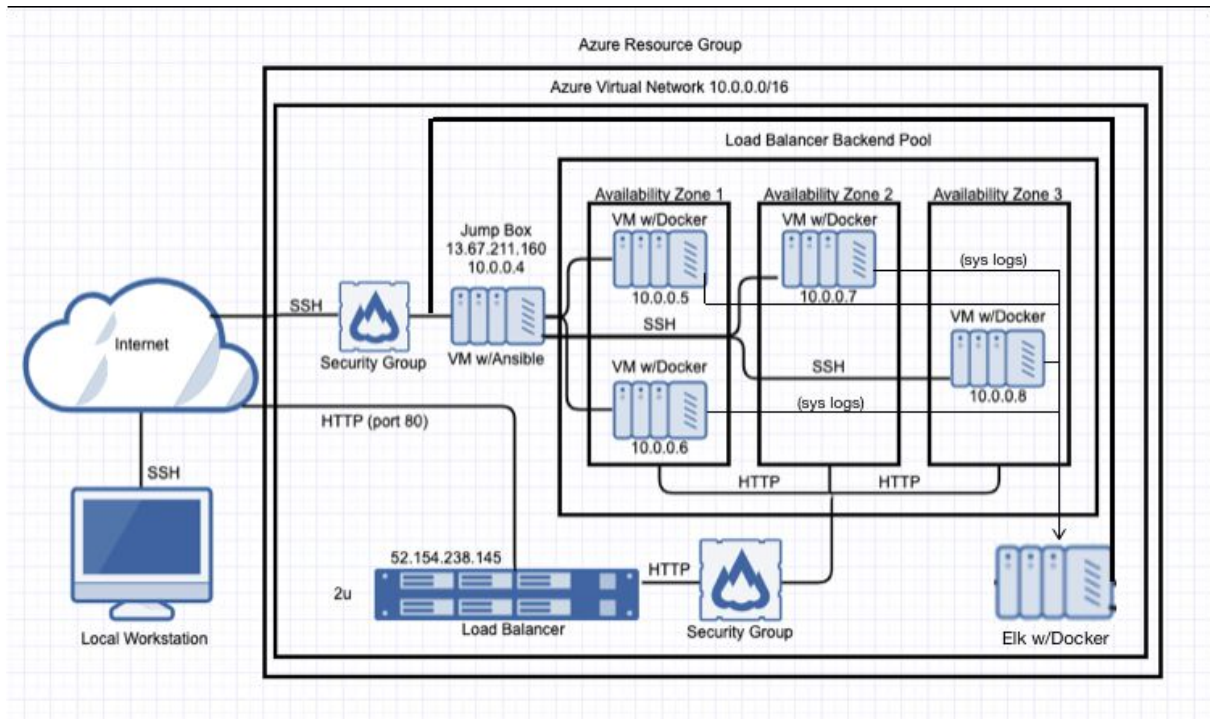 Azure Resource Group
Azure Virtual Network 10.0.0.0/16
Load Balancer Backend Pool
Availability Zone 1
Availability Zone 2
Availability Zone 3
VM w/Docker
10.0.0.5
VM w/Docker
10.0.0.7
(sys logs)
Jump Box
13.67.211.160
10.0.0.4
VM w/Ansible
SSH
Security Group
Internet
SSH
VM w/Docker
10.0.0.8
SSH
VM w/Docker
10.0.0.6
(sys logs)
HTTP (port 80)
SSH
HTTP
HTTP
Local Workstation
52.154.238.145
2u
Load Balancer
HTTP
Security Group
Elk w/Docker